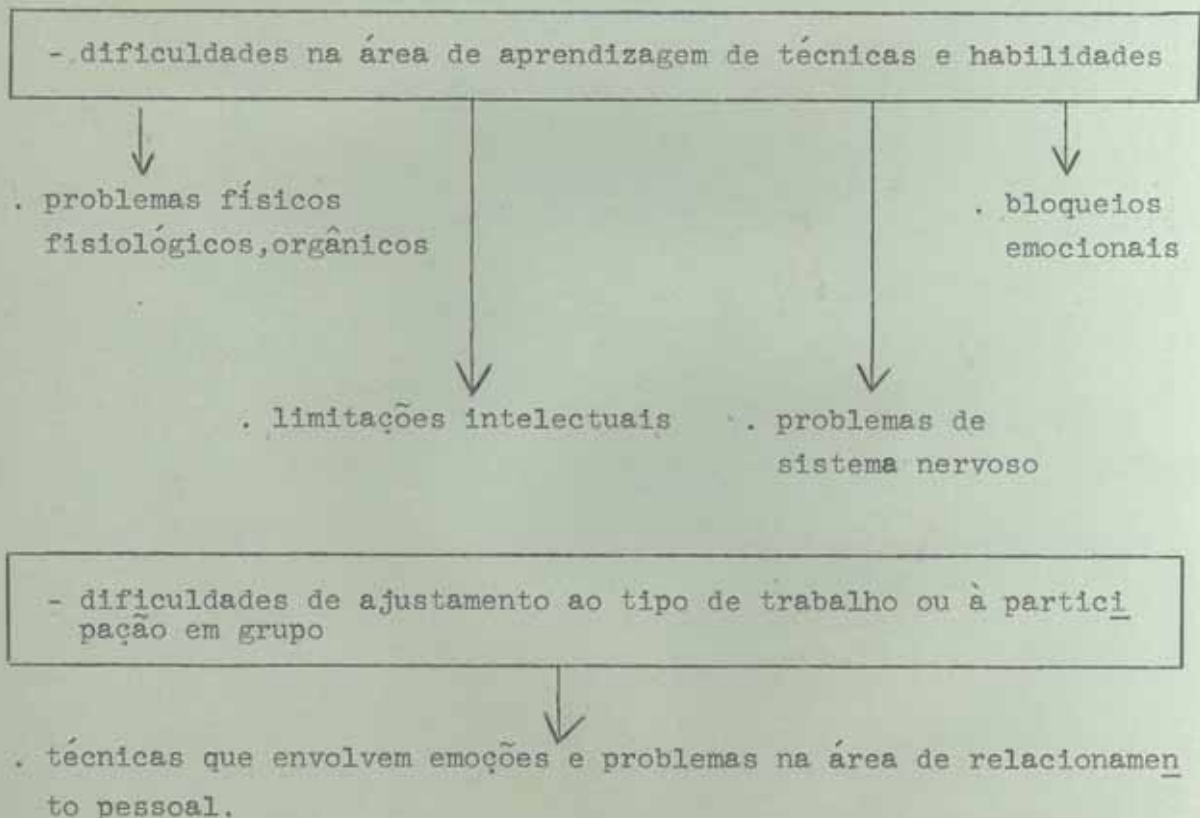 - dificuldades na área de aprendizagem de técnicas e habilidades
. problemas físicos
fisiológicos,orgânicos
. bloqueios
emocionais
. limitações intelectuais
. problemas de
sistema nervoso
- dificuldades de ajustamento ao tipo de trabalho ou à partici
pação em grupo
. técnicas que envolvem emoções e problemas na área de relacionamen
to pessoal.